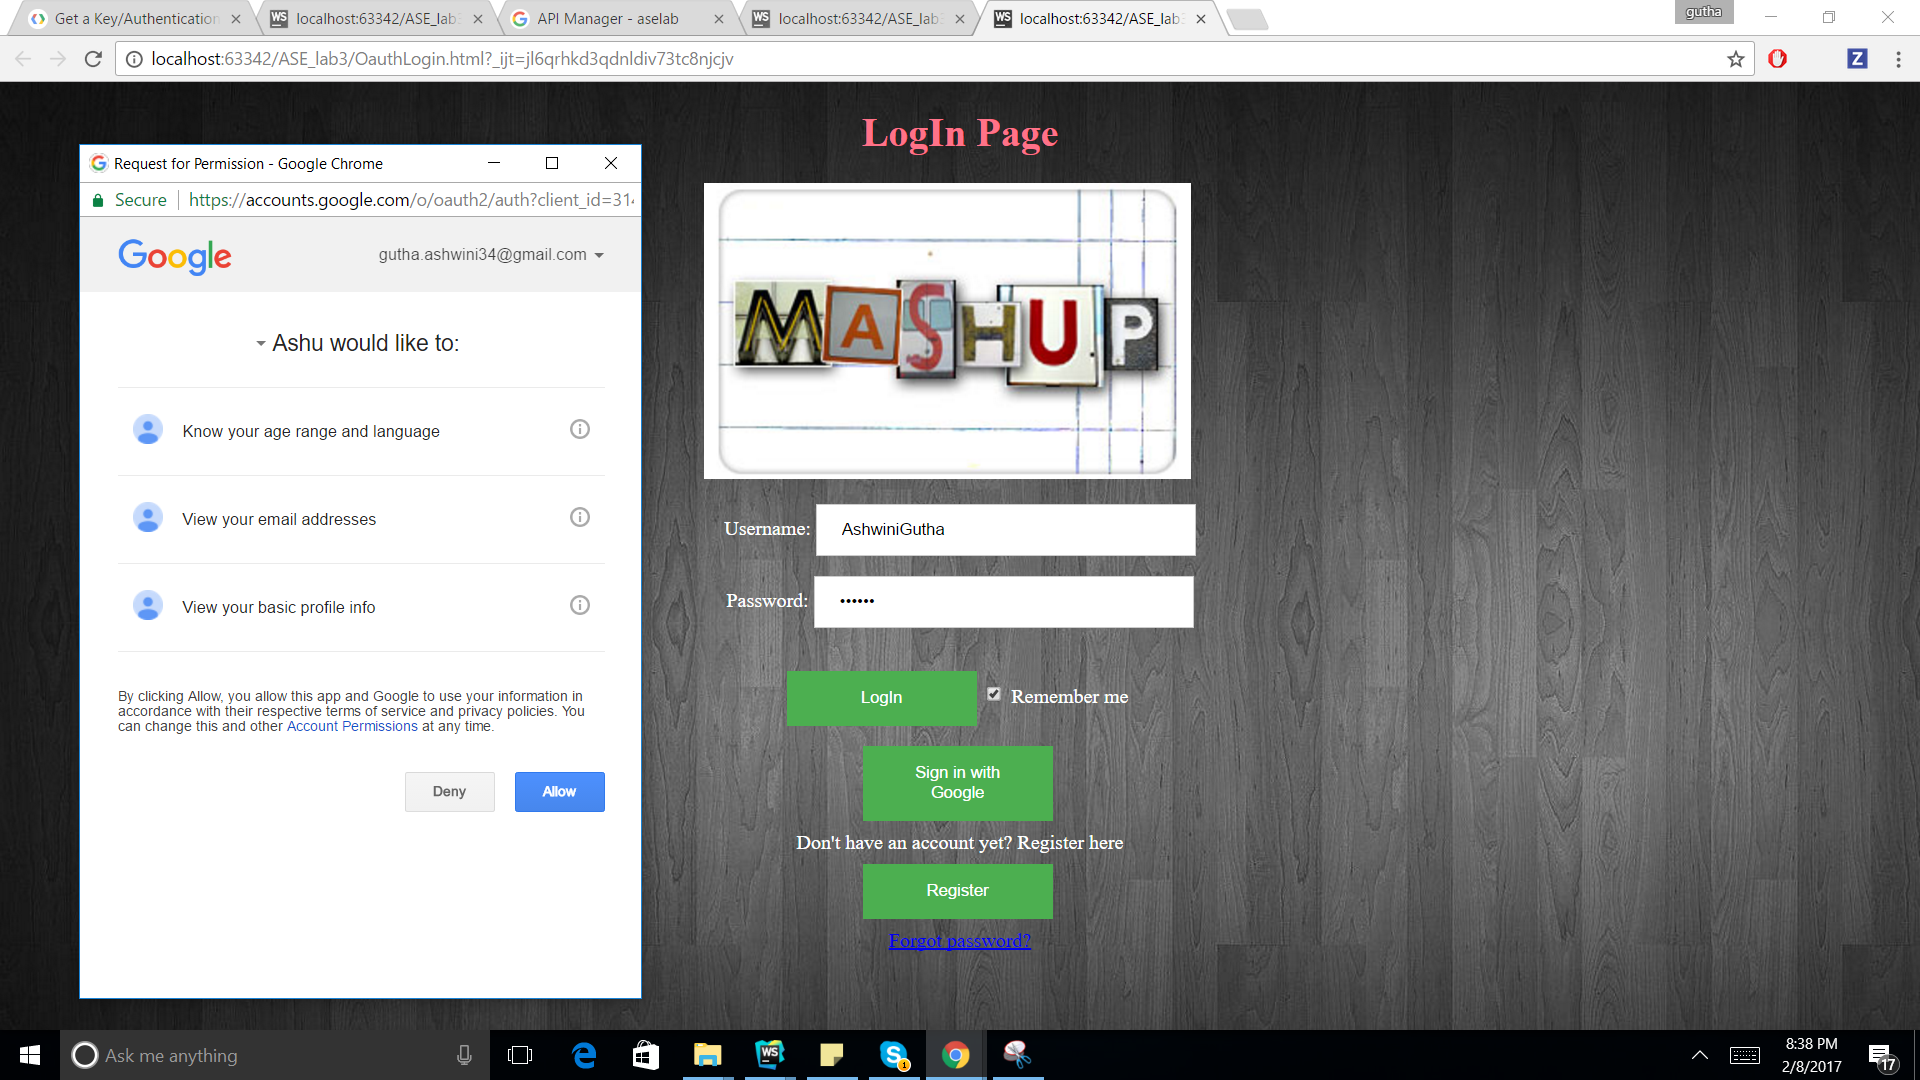 Get a Key/Authentication
localhost:63342/ASE_lab
API Manager - aselab
localhost:63342/ASE_lab
localhost:63342/ASE_lab
gutha
localhost:63342/ASE_lab3/OauthLogin.html?_ijt=jl6qrhkd3qdnldiv73tc8njcjv
Z
Request for Permission - Google Chrome
Secure
https://accounts.google.com/o/oauth2/auth?client_id=31
Google
gutha.ashwini34@gmail.com
Ashu would like to:
Know your age range and language
View your email addresses
View your basic profile info
By clicking Allow, you allow this app and Google to use your information in
accordance with their respective terms of service and privacy policies. You
can change this and other Account Permissions at any time.
Deny
Allow
LogIn Page
MASHUP
Username: AshwiniGutha
Password: ••••••
LogIn
Remember me
Sign in with
Google
Don't have an account yet? Register here
Register
Forgot password?
Ask me anything
WS
1
8:38 PM
2/8/2017
17